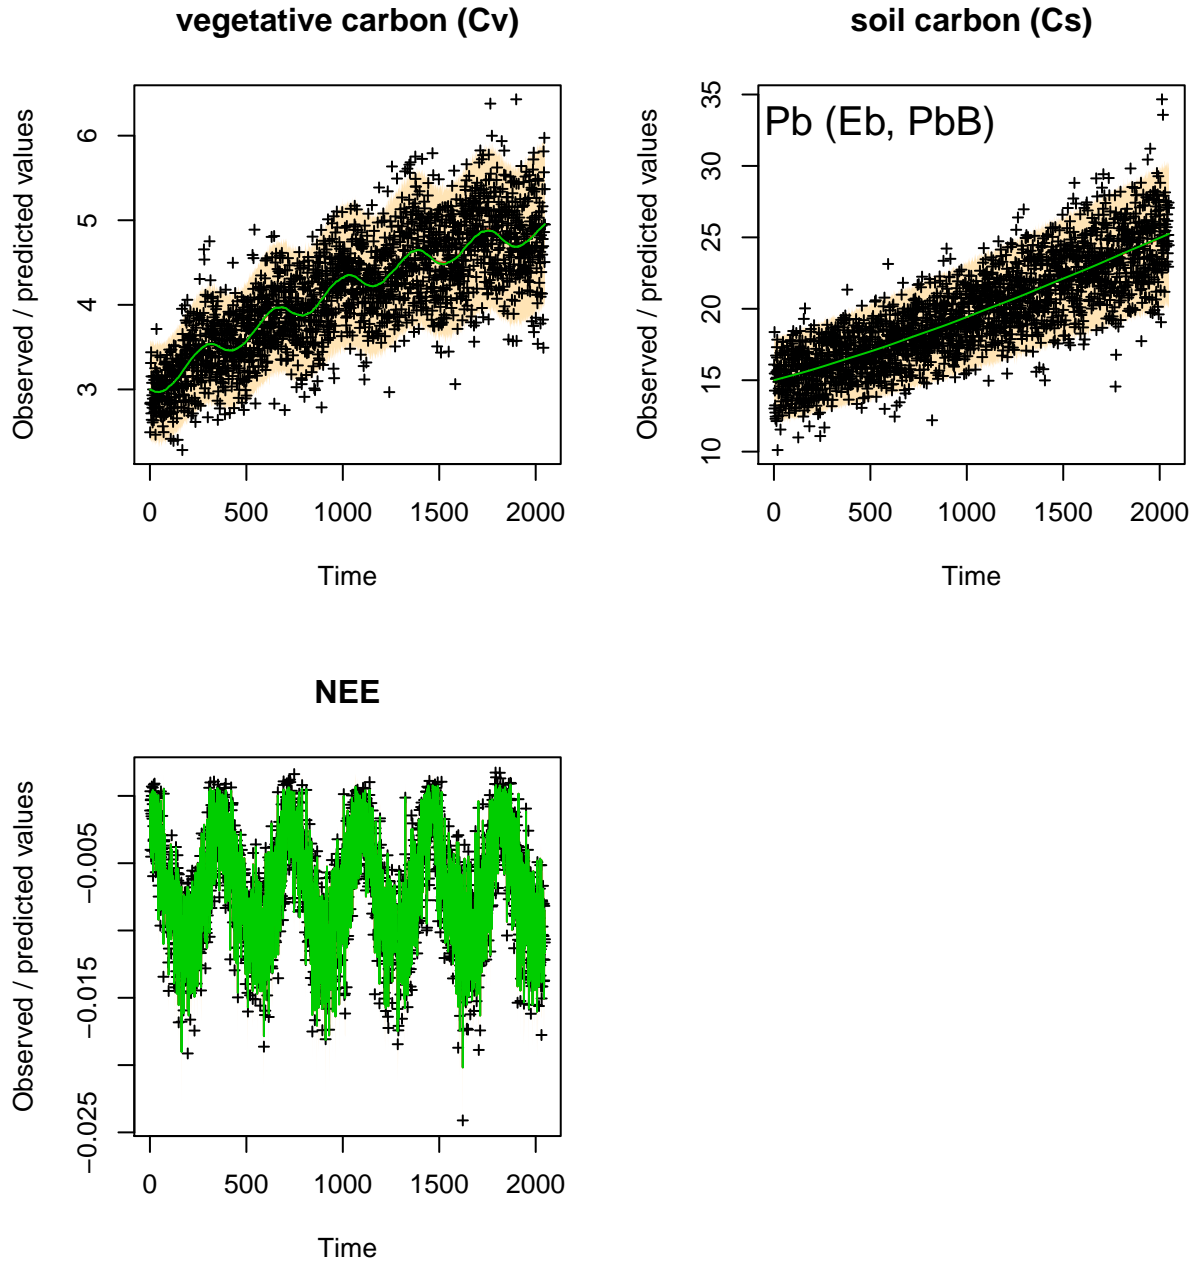 vegetative carbon (Cv)
Observed / predicted values
6
5
4
3
0 500 1000 1500 2000
Time
soil carbon (Cs)
Observed / predicted values
35
30
25
20
15
10
Pb (Eb, PbB)
0 500 1000 1500 2000
Time
NEE
Observed / predicted values
−0.005
−0.015
−0.025
0 500 1000 1500 2000
Time